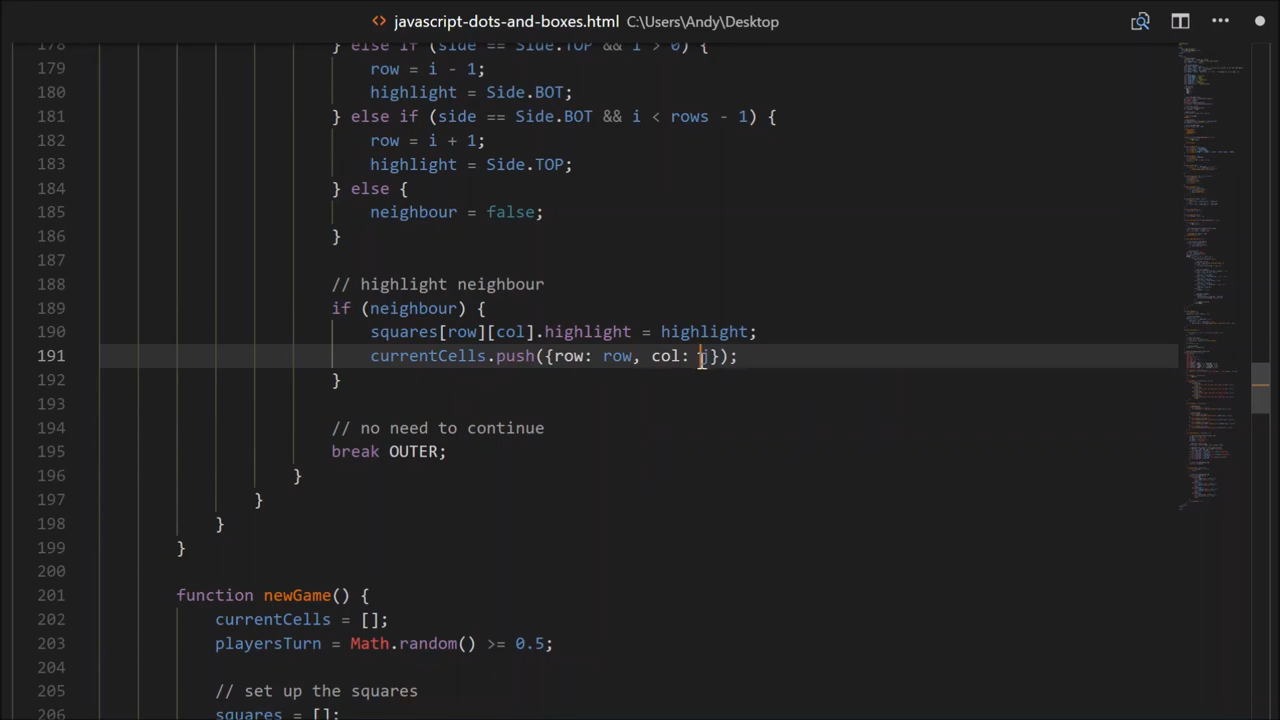 javascript-dots-and-boxes.html C:\Users\Andy\Desktop
178 } else if (side == Side.TOP && i > 0) {
179 row = i - 1;
180 highlight = Side.BOT;
181 } else if (side == Side.BOT && i < rows - 1) {
182 row = i + 1;
183 highlight = Side.TOP;
184 } else {
185 neighbour = false;
186 }
187
188 // highlight neighbour
189 if (neighbour) {
190 squares[row][col].highlight = highlight;
191 currentCells.push({row: row, col: j});
192 }
193
194 // no need to continue
195 break OUTER;
196 }
197 }
198 }
199 }
200
201 function newGame() {
202 currentCells = [];
203 playersTurn = Math.random() >= 0.5;
204
205 // set up the squares
206 squares = [];